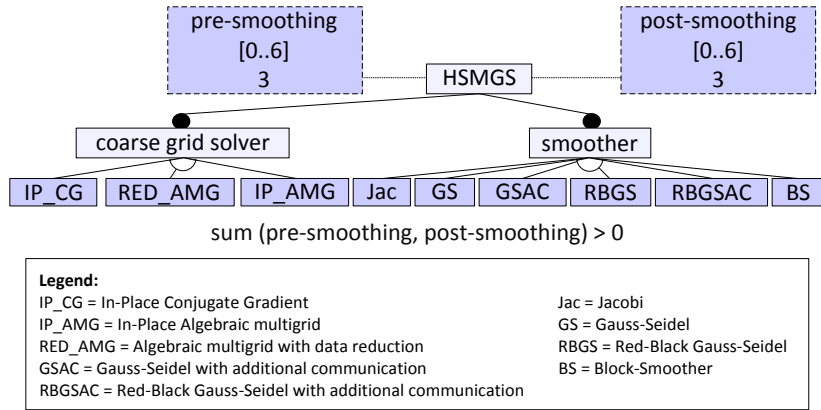 pre-smoothing
[0..6]
3
post-smoothing
[0..6]
3
HSMGS
coarse grid solver
smoother
IP_CG
RED_AMG
IP_AMG
Jac
GS
GSAC
RBGS
RBGSAC
BS
sum (pre-smoothing, post-smoothing) > 0
Legend:
IP_CG = In-Place Conjugate Gradient
IP_AMG = In-Place Algebraic multigrid
RED_AMG = Algebraic multigrid with data reduction
GSAC = Gauss-Seidel with additional communication
RBGSAC = Red-Black Gauss-Seidel with additional communication
Jac = Jacobi
GS = Gauss-Seidel
RBGS = Red-Black Gauss-Seidel
BS = Block-Smoother